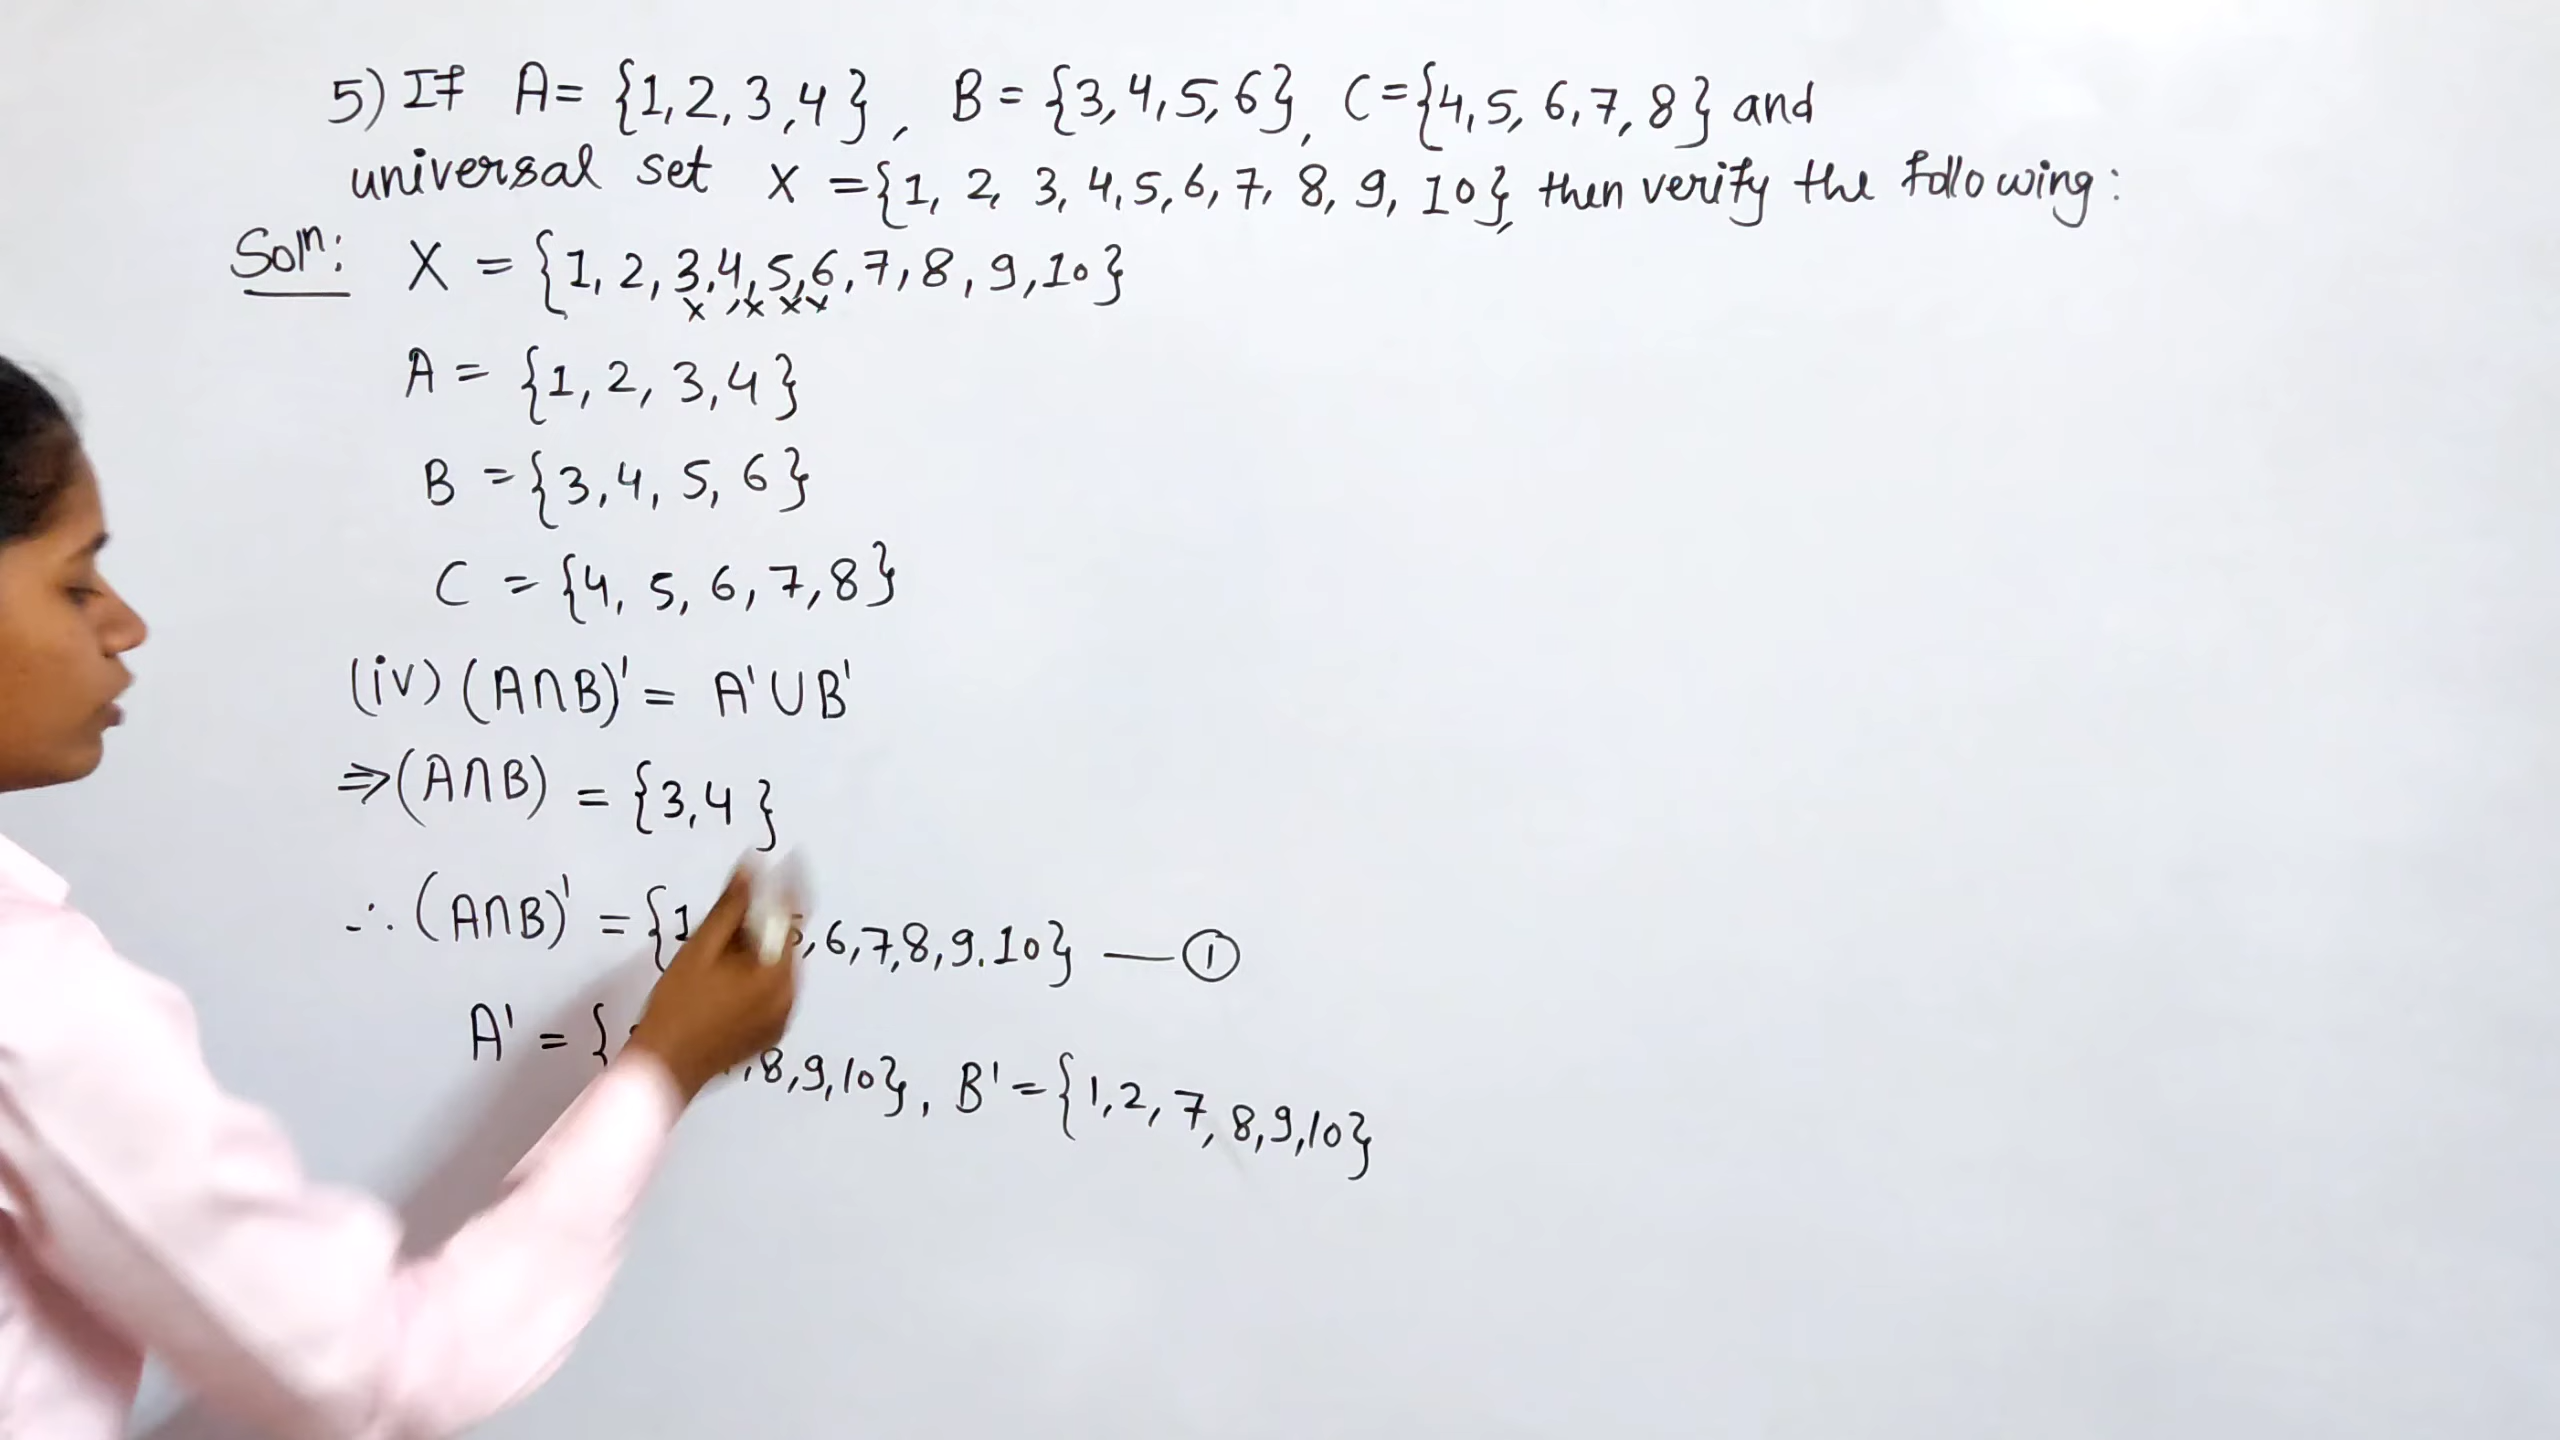 5) If A = {1, 2, 3, 4}, B = {3, 4, 5, 6}, C = {4, 5, 6, 7, 8} and
universal set X = {1, 2, 3, 4, 5, 6, 7, 8, 9, 10}, then verify the following:
Soln: X = {1, 2, 3, 4, 5, 6, 7, 8, 9, 10}
x x x x
A = {1, 2, 3, 4}
B = {3, 4, 5, 6}
C = {4, 5, 6, 7, 8}
(iv) (A∩B)' = A'∪B'
⇒ (A∩B) = {3, 4}
∴ (A∩B)' = {1 5, 6, 7, 8, 9. 10} — ①
A' = { , 8, 9, 10}, B' = {1, 2, 7, 8, 9, 10}